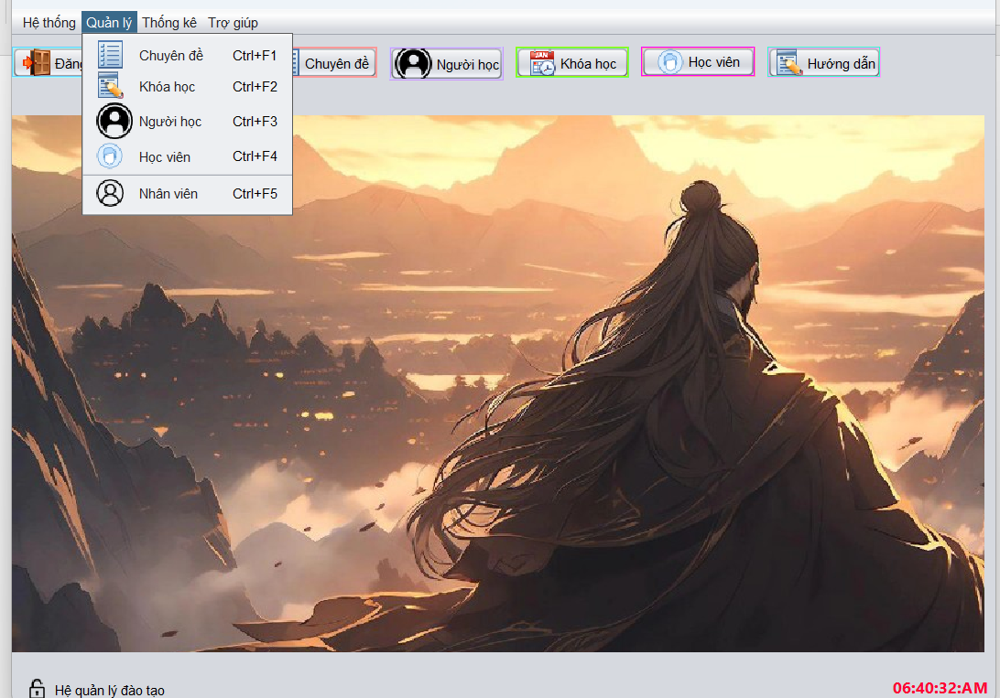 Hệ thống Quản lý Thống kê Trợ giúp
Chuyên đề Ctrl+F1
Khóa học Ctrl+F2
Người học Ctrl+F3
Học viên Ctrl+F4
Nhân viên Ctrl+F5
Chuyên đề JAN Người học Khóa học Học viên Hướng dẫn
Hệ quản lý đào tạo 06:40:32:AM